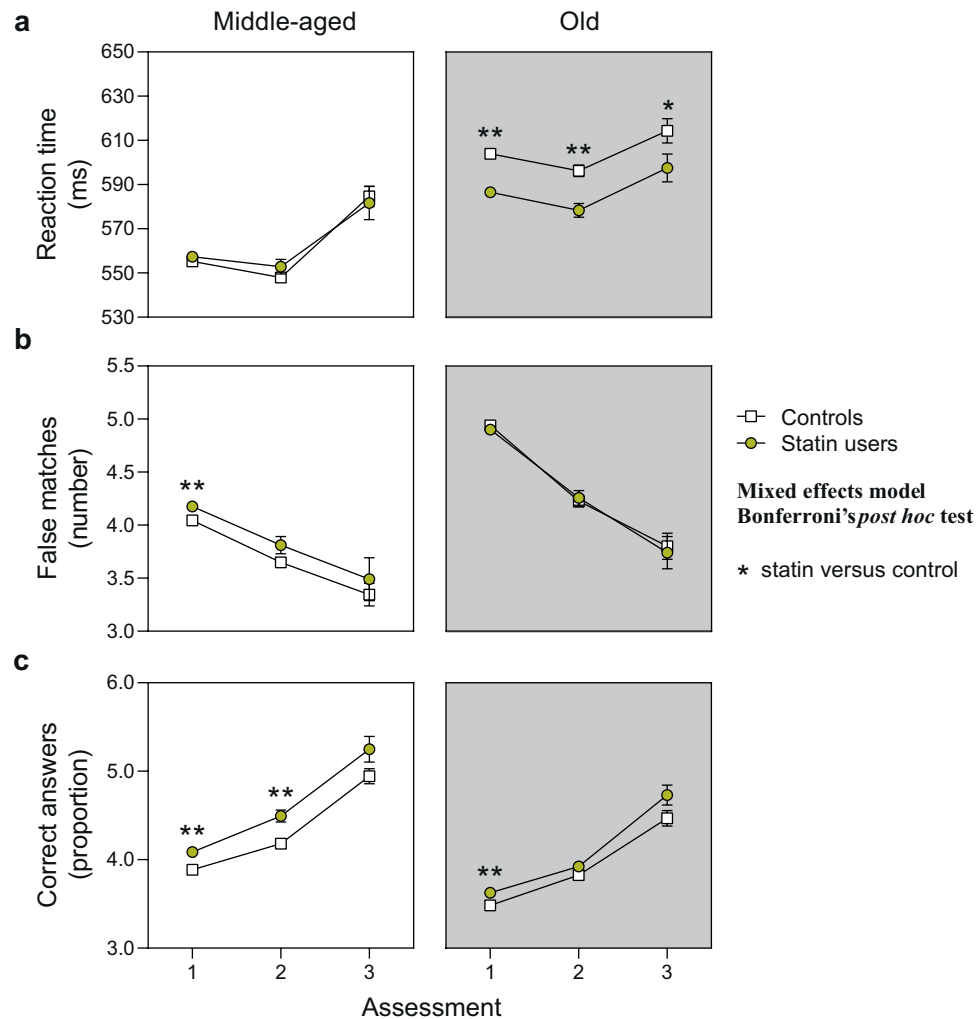 a
Middle-aged
Old
Reaction time
(ms)
650
630
610
590
570
550
530
**
**
*
b
False matches
(number)
5.5
5.0
4.5
4.0
3.5
3.0
**
Controls
Statin users
Mixed effects model
Bonferroni's post hoc test
* statin versus control
c
Correct answers
(proportion)
6.0
5.0
4.0
3.0
**
**
**
1 2 3
1 2 3
Assessment